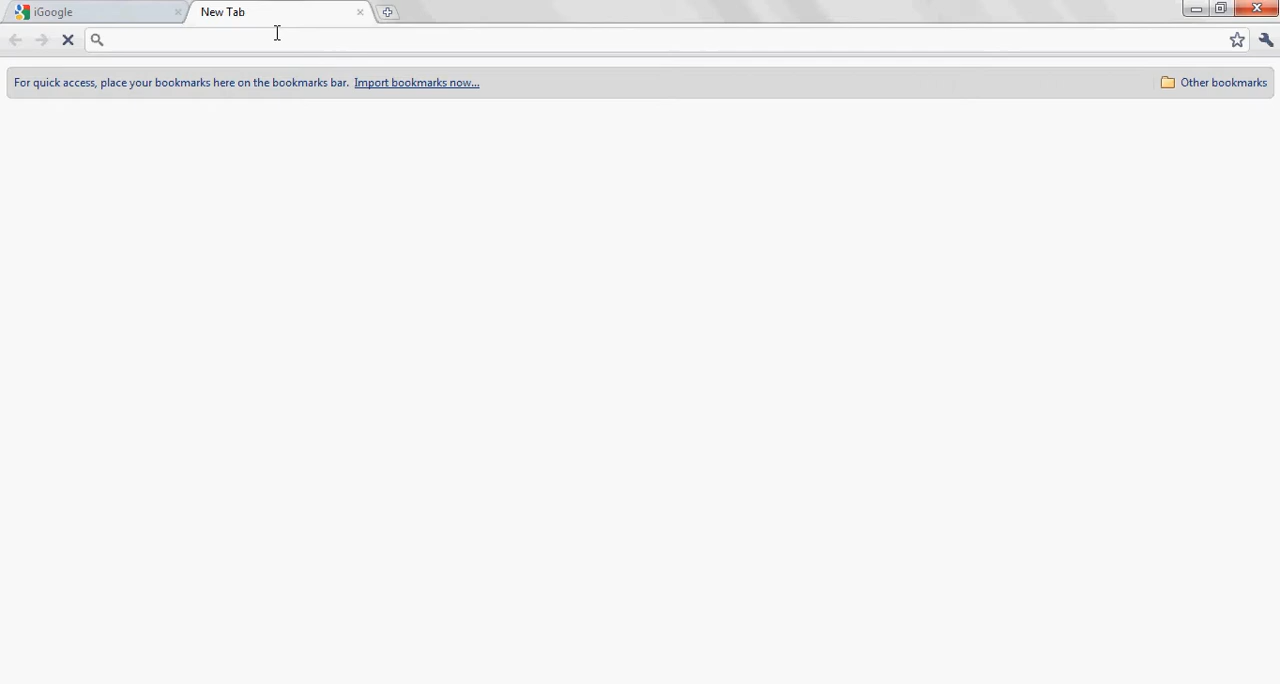 iGoogle
New Tab
For quick access, place your bookmarks here on the bookmarks bar. Import bookmarks now...
Other bookmarks